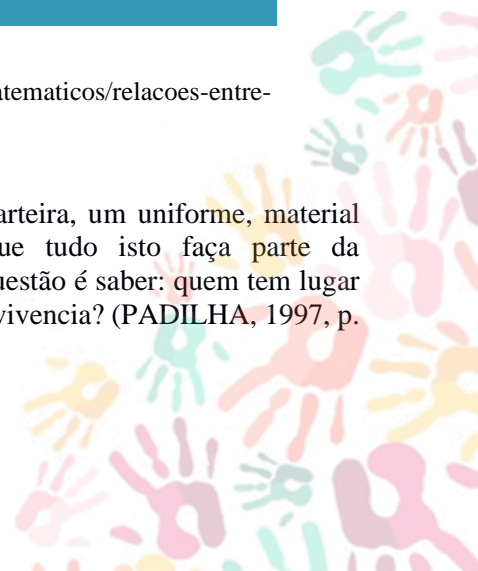 atematicos/relacoes-entre-
arteira, um uniforme, material
ue tudo isto faça parte da
uestão é saber: quem tem lugar
vivencia? (PADILHA, 1997, p.